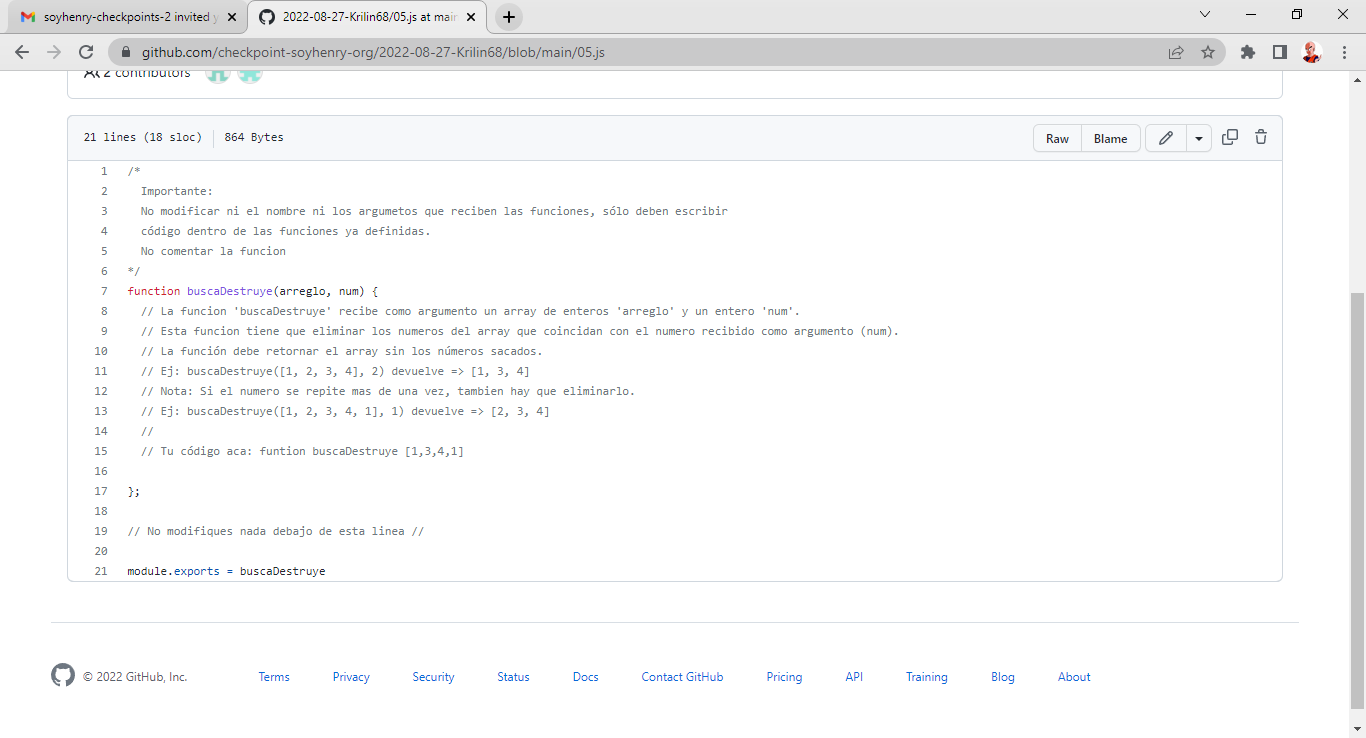 soyhenry-checkpoints-2 invited y
2022-08-27-Krilin68/05.js at main
github.com/checkpoint-soyhenry-org/2022-08-27-Krilin68/blob/main/05.js
2 contributors
21 lines (18 sloc) 864 Bytes
Raw Blame
1 /*
2 Importante:
3 No modificar ni el nombre ni los argumetos que reciben las funciones, sólo deben escribir
4 código dentro de las funciones ya definidas.
5 No comentar la funcion
6 */
7 function buscaDestruye(arreglo, num) {
8 // La funcion 'buscaDestruye' recibe como argumento un array de enteros 'arreglo' y un entero 'num'.
9 // Esta funcion tiene que eliminar los numeros del array que coincidan con el numero recibido como argumento (num).
10 // La función debe retornar el array sin los números sacados.
11 // Ej: buscaDestruye([1, 2, 3, 4], 2) devuelve => [1, 3, 4]
12 // Nota: Si el numero se repite mas de una vez, tambien hay que eliminarlo.
13 // Ej: buscaDestruye([1, 2, 3, 4, 1], 1) devuelve => [2, 3, 4]
14 //
15 // Tu código aca: funtion buscaDestruye [1,3,4,1]
16
17 };
18
19 // No modifiques nada debajo de esta linea //
20
21 module.exports = buscaDestruye
© 2022 GitHub, Inc. Terms Privacy Security Status Docs Contact GitHub Pricing API Training Blog About